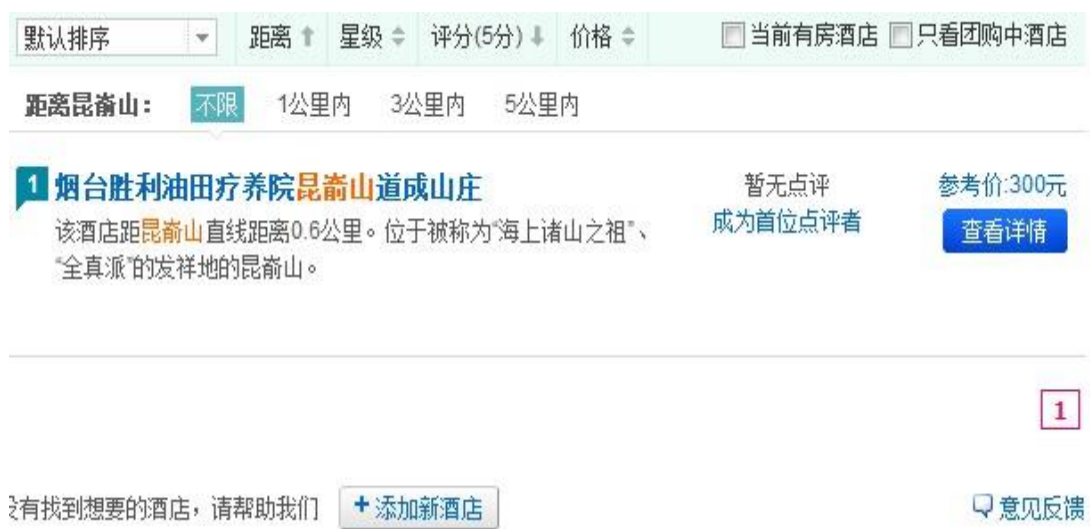 默认排序 距离 星级 评分(5分) 价格 当前有房酒店 只看团购中酒店
距离昆嵛山: 不限 1公里内 3公里内 5公里内
1 烟台胜利油田疗养院昆嵛山道成山庄 暂无点评 参考价:300元
该酒店距昆嵛山直线距离0.6公里。位于被称为“海上诸山之祖”、 成为首位点评者 查看详情
“全真派”的发祥地的昆嵛山。
1
有找到想要的酒店,请帮助我们 +添加新酒店 意见反馈